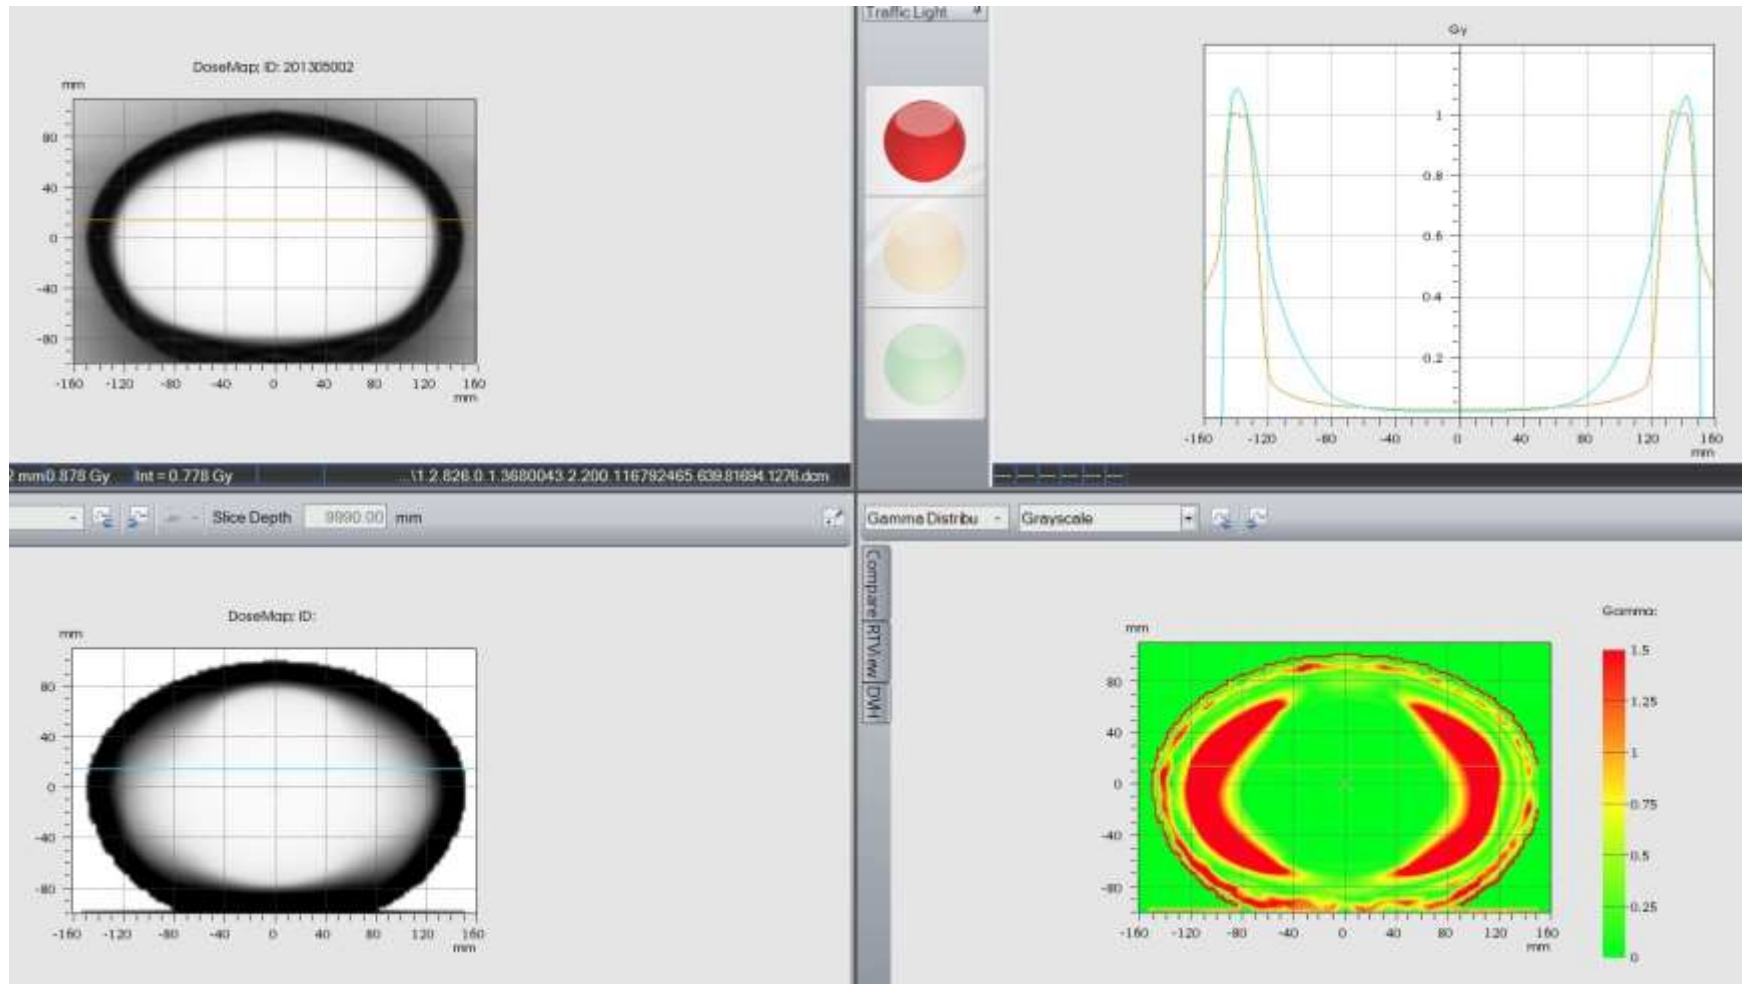 DoseMap; ID: 201305002
mm
80
40
0
-40
-80
-160 -120 -80 -40 0 40 80 120 160
mm
Traffic Light
Gy
1
0.8
0.6
0.4
0.2
-160 -120 -80 -40 0 40 80 120 160
mm
2 mm0.878 Gy Int = 0.778 Gy ...\1.2.826.0.1.3680043.2.200.116792465.639.81694.1276.dcm
Slice Depth 9990.00 mm
Gamma Distribu Grayscale
Compare
RTView
DVH
DoseMap; ID:
mm
80
40
0
-40
-80
-160 -120 -80 -40 0 40 80 120 160
mm
Gamma:
mm
80
40
0
-40
-80
-160 -120 -80 -40 0 40 80 120 160
mm
1.5
1.25
1
0.75
0.5
0.25
0